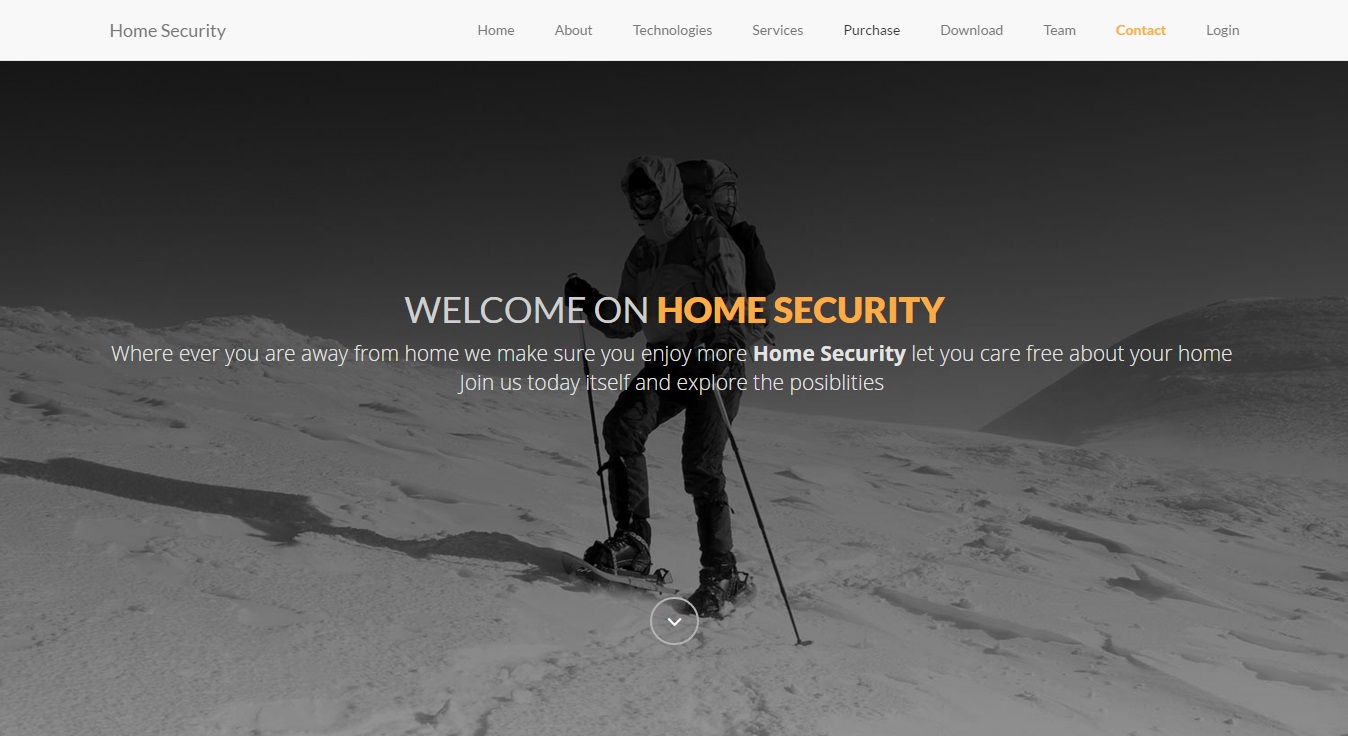 Home Security
Home About Technologies Services Purchase Download Team Contact Login
WELCOME ON HOME SECURITY
Where ever you are away from home we make sure you enjoy more Home Security let you care free about your home
Join us today itself and explore the posiblities